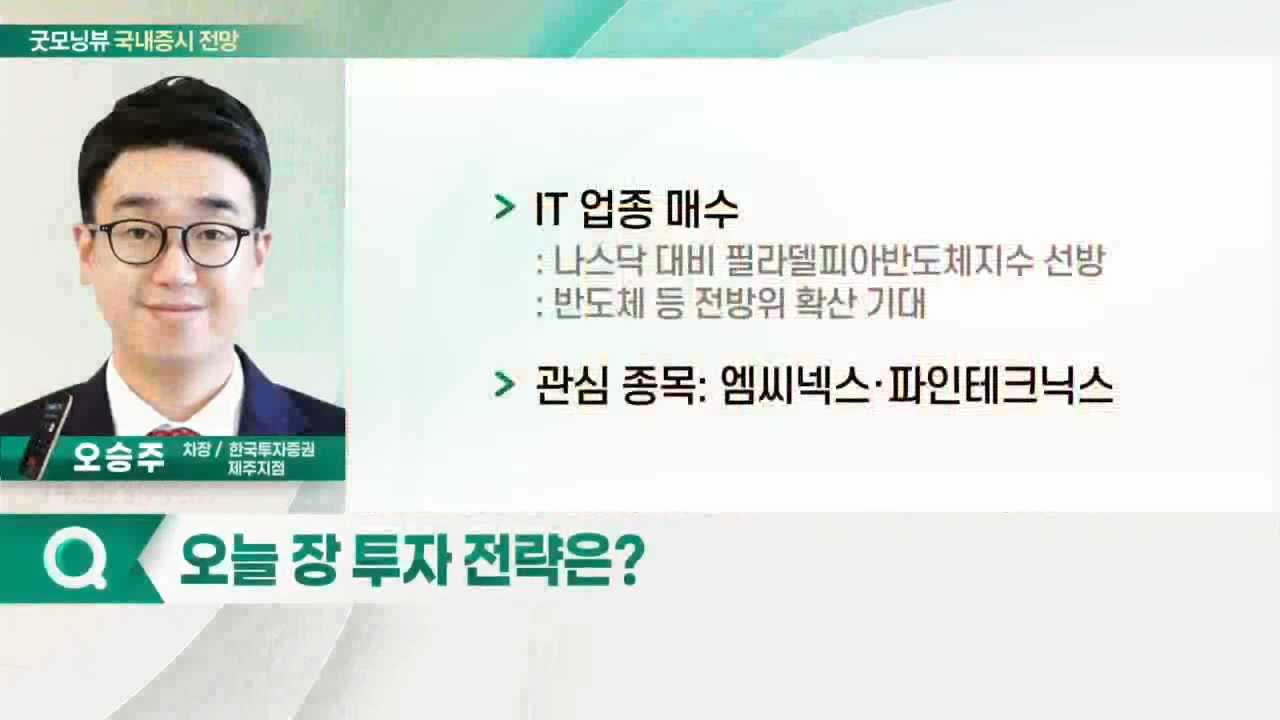 굿모닝뷰 국내증시 전망
> IT 업종 매수
: 나스닥 대비 필라델피아반도체지수 선방
: 반도체 등 전방위 확산 기대
> 관심 종목: 엠씨넥스·파인테크닉스
오승주 차장 / 한국투자증권
제주지점
Q 오늘 장 투자 전략은?